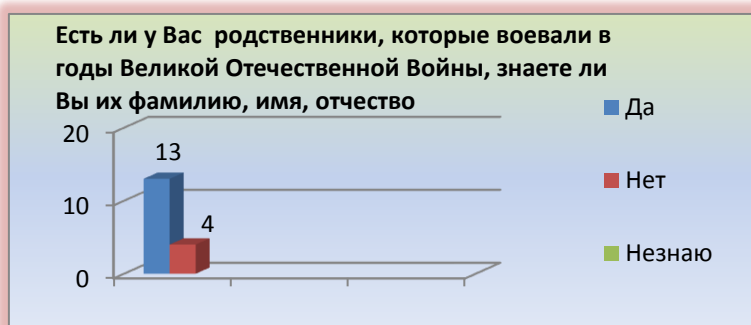 Есть ли у Вас родственники, которые воевали в
годы Великой Отечественной Войны, знаете ли
Вы их фамилию, имя, отчество
20
10
0
13
4
Да
Нет
Незнаю